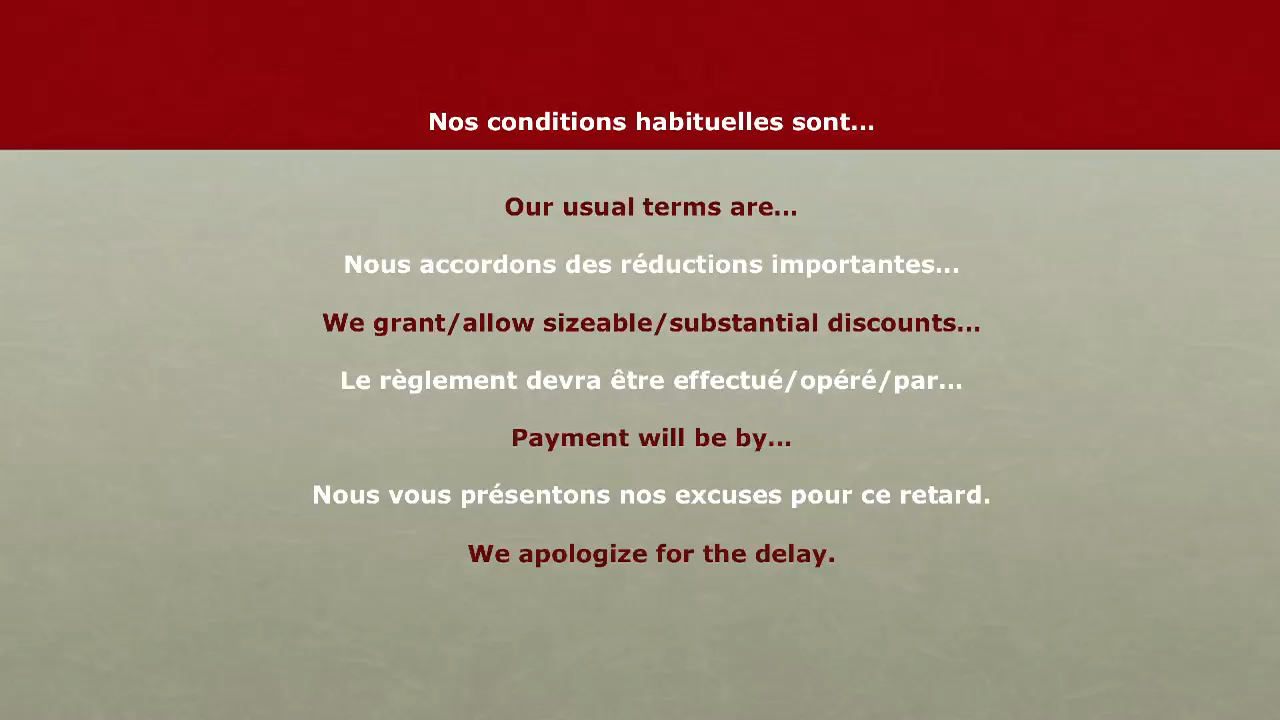 Nos conditions habituelles sont...
Our usual terms are...
Nous accordons des réductions importantes...
We grant/allow sizeable/substantial discounts...
Le règlement devra être effectué/opéré/par...
Payment will be by...
Nous vous présentons nos excuses pour ce retard.
We apologize for the delay.